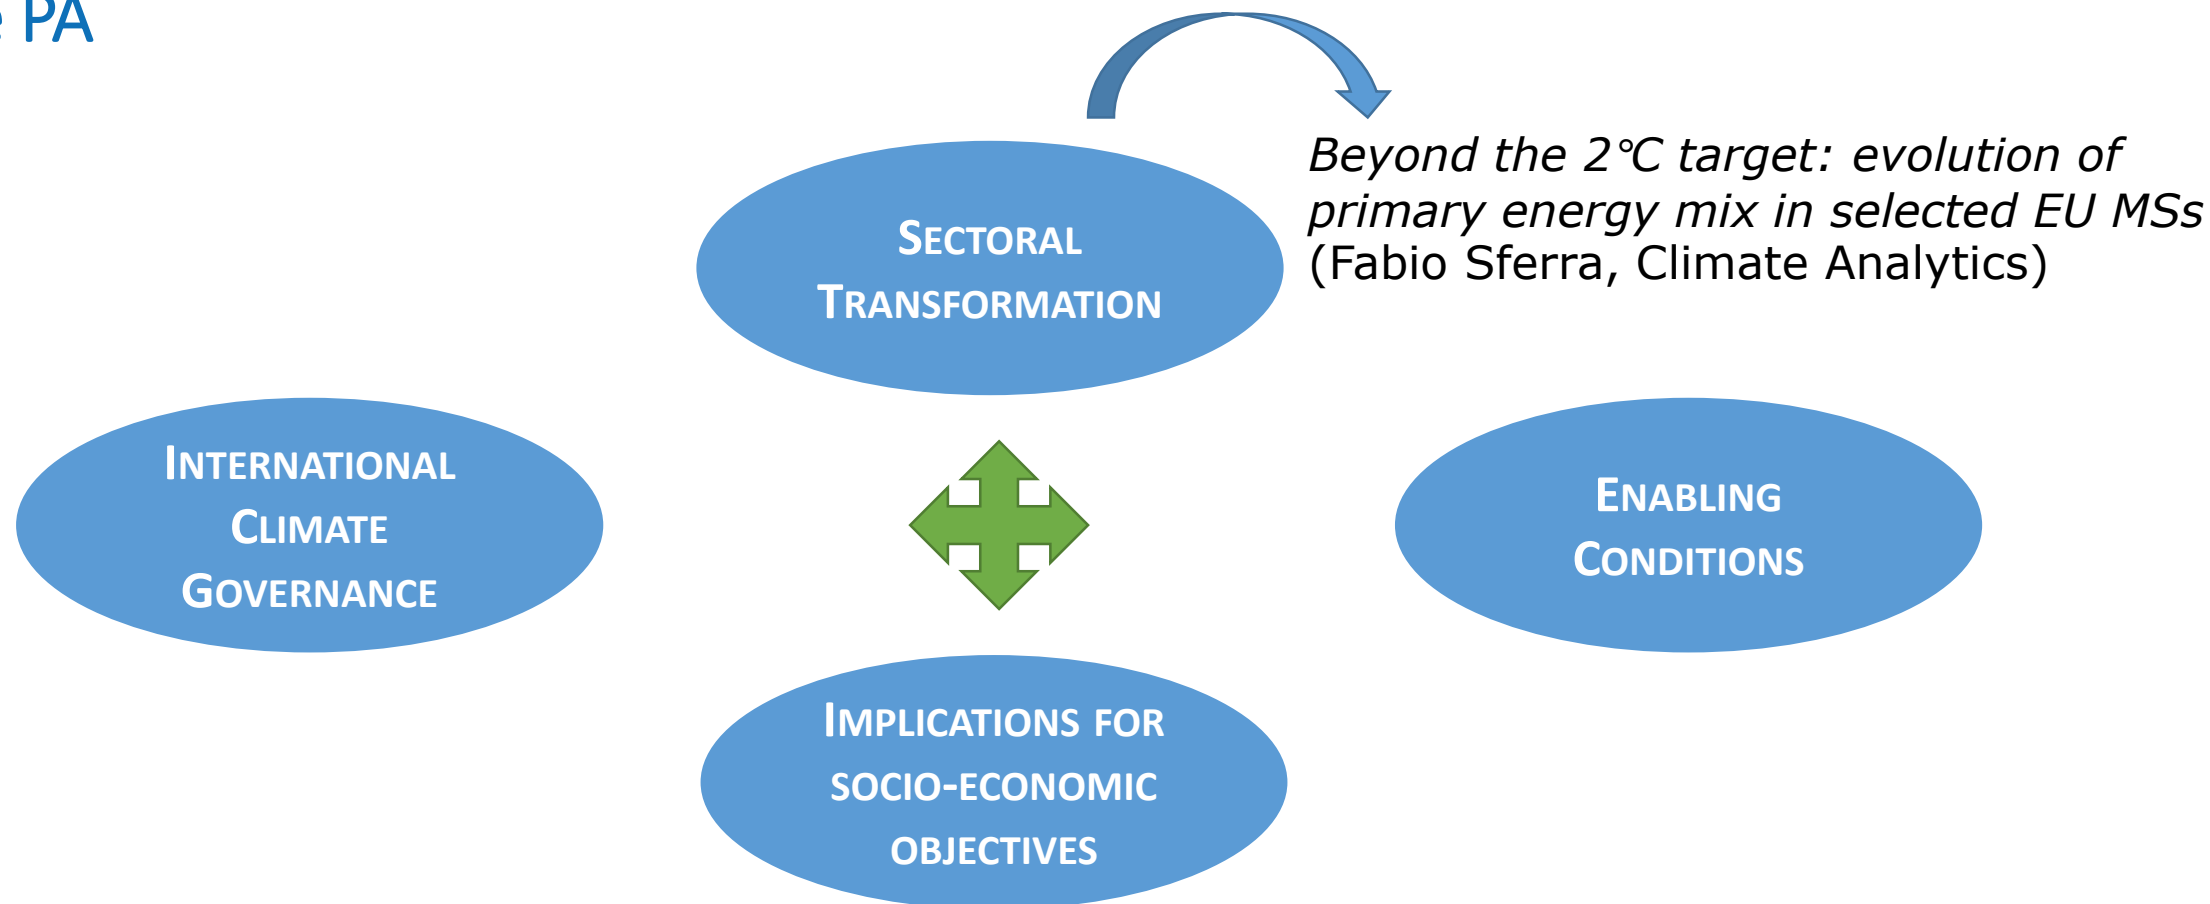 PA
Beyond the 2°C target: evolution of
primary energy mix in selected EU MSs
(Fabio Sferra, Climate Analytics)
SECTORAL
TRANSFORMATION
INTERNATIONAL
CLIMATE
GOVERNANCE
ENABLING
CONDITIONS
IMPLICATIONS FOR
SOCIO-ECONOMIC
OBJECTIVES